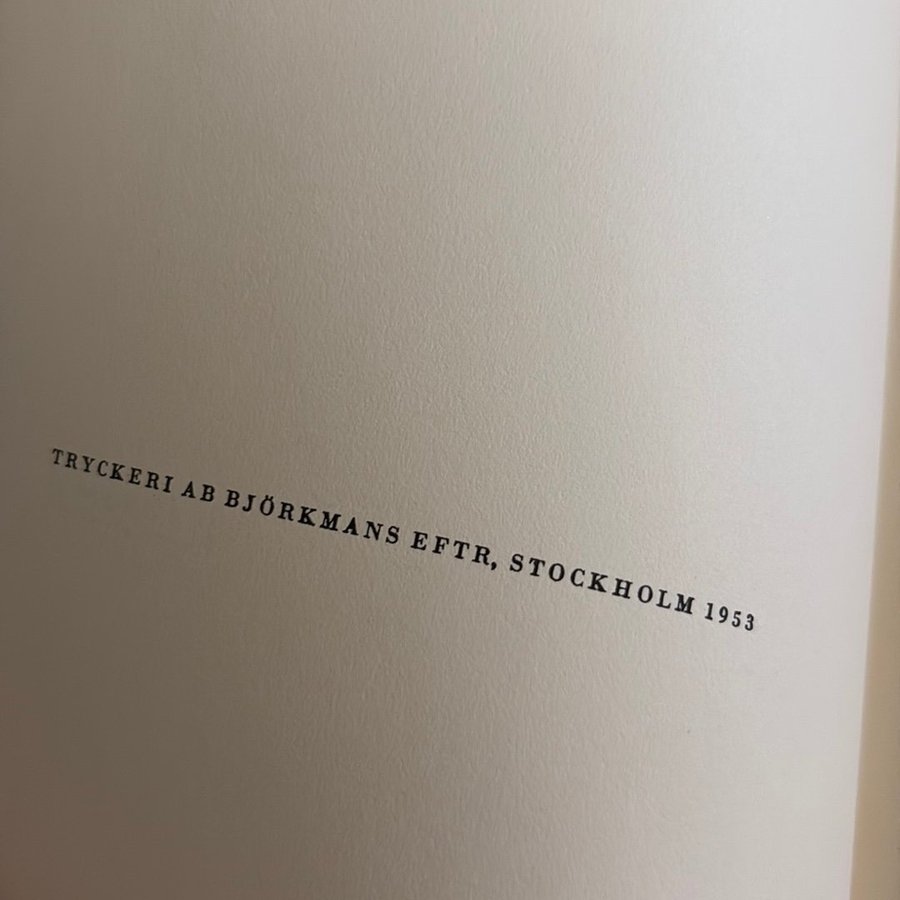 TRYCKERI AB BJÖRKMANS EFTR, STOCKHOLM 1953